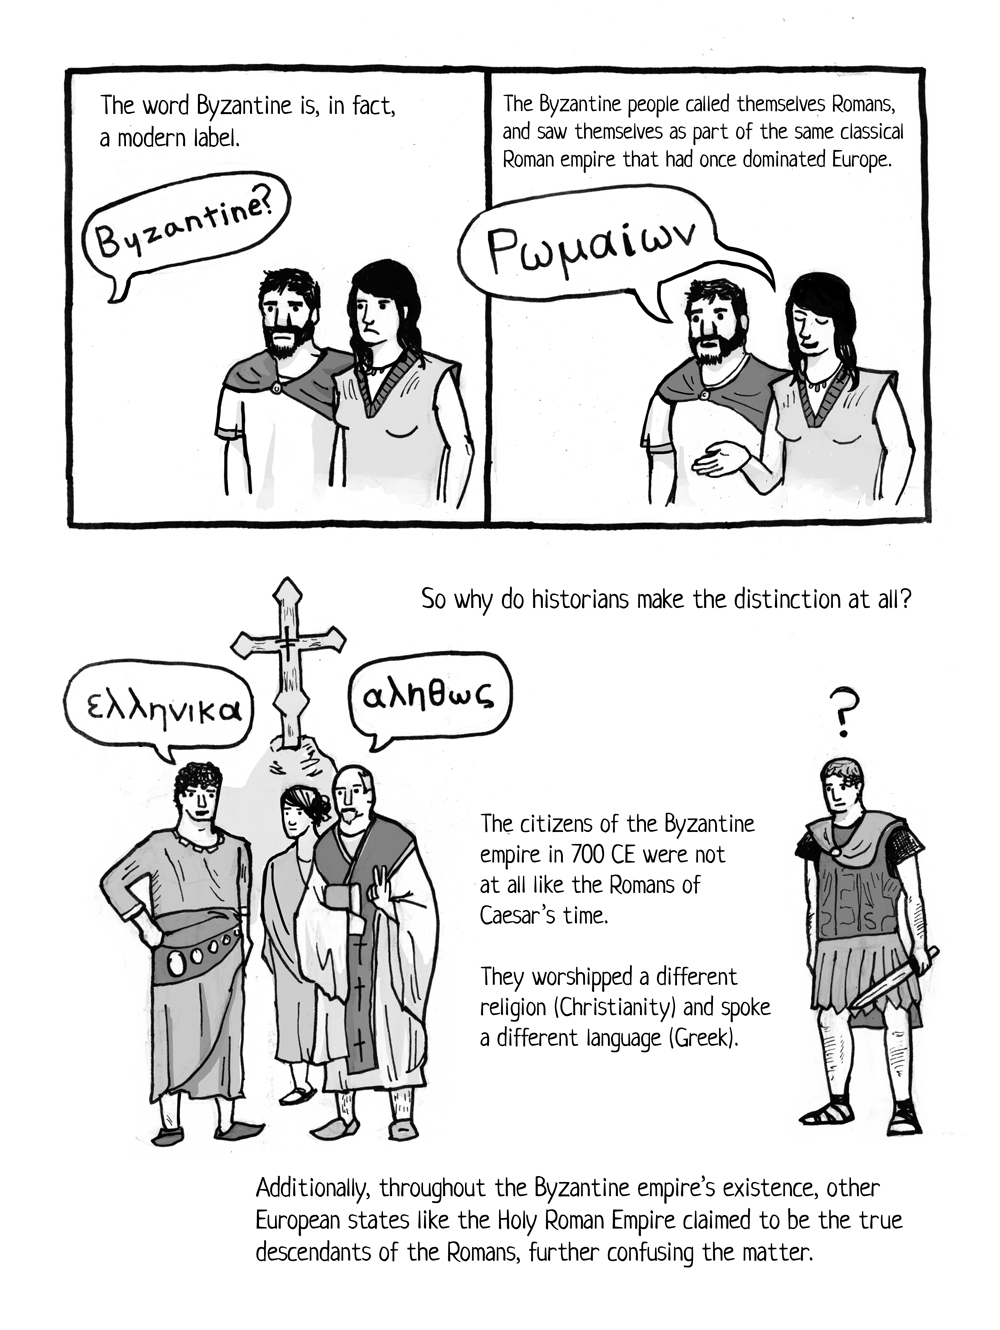 The word Byzantine is, in fact,
a modern label.
Byzantine?
The Byzantine people called themselves Romans,
and saw themselves as part of the same classical
Roman empire that had once dominated Europe.
Ρωμαίων
So why do historians make the distinction at all?
ελληνικα
αληθως
?
The citizens of the Byzantine
empire in 700 CE were not
at all like the Romans of
Caesar's time.
They worshipped a different
religion (Christianity) and spoke
a different language (Greek).
Additionally, throughout the Byzantine empire's existence, other
European states like the Holy Roman Empire claimed to be the true
descendants of the Romans, further confusing the matter.